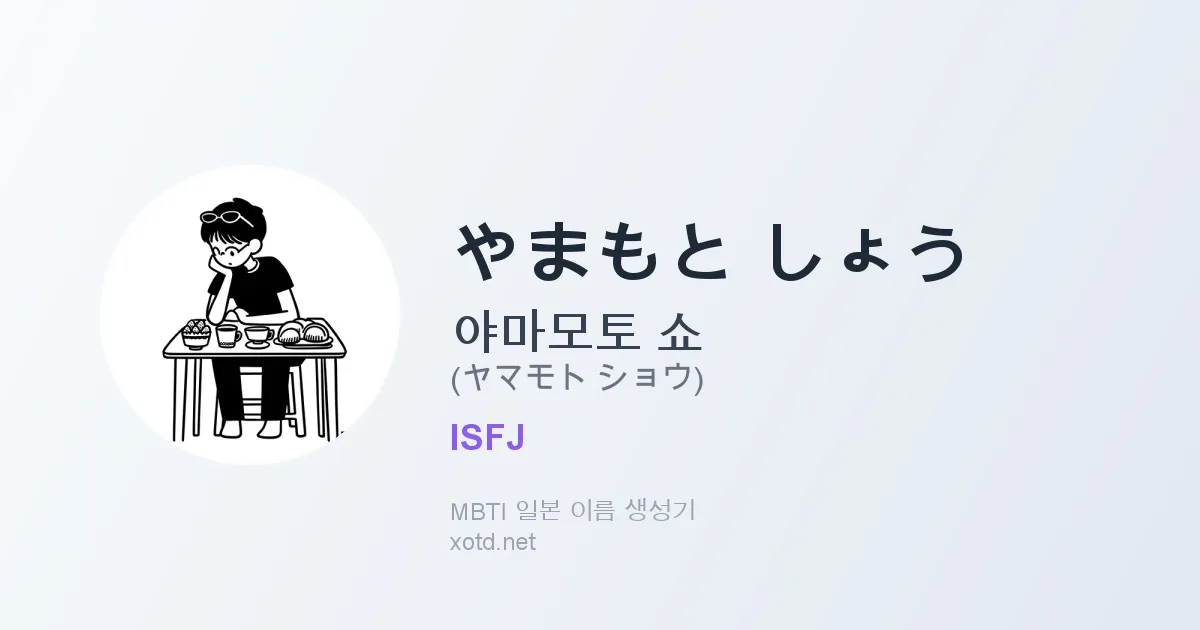 やまもと しょう
야마모토 쇼
(ヤマモト ショウ)
ISFJ
MBTI 일본 이름 생성기
xotd.net